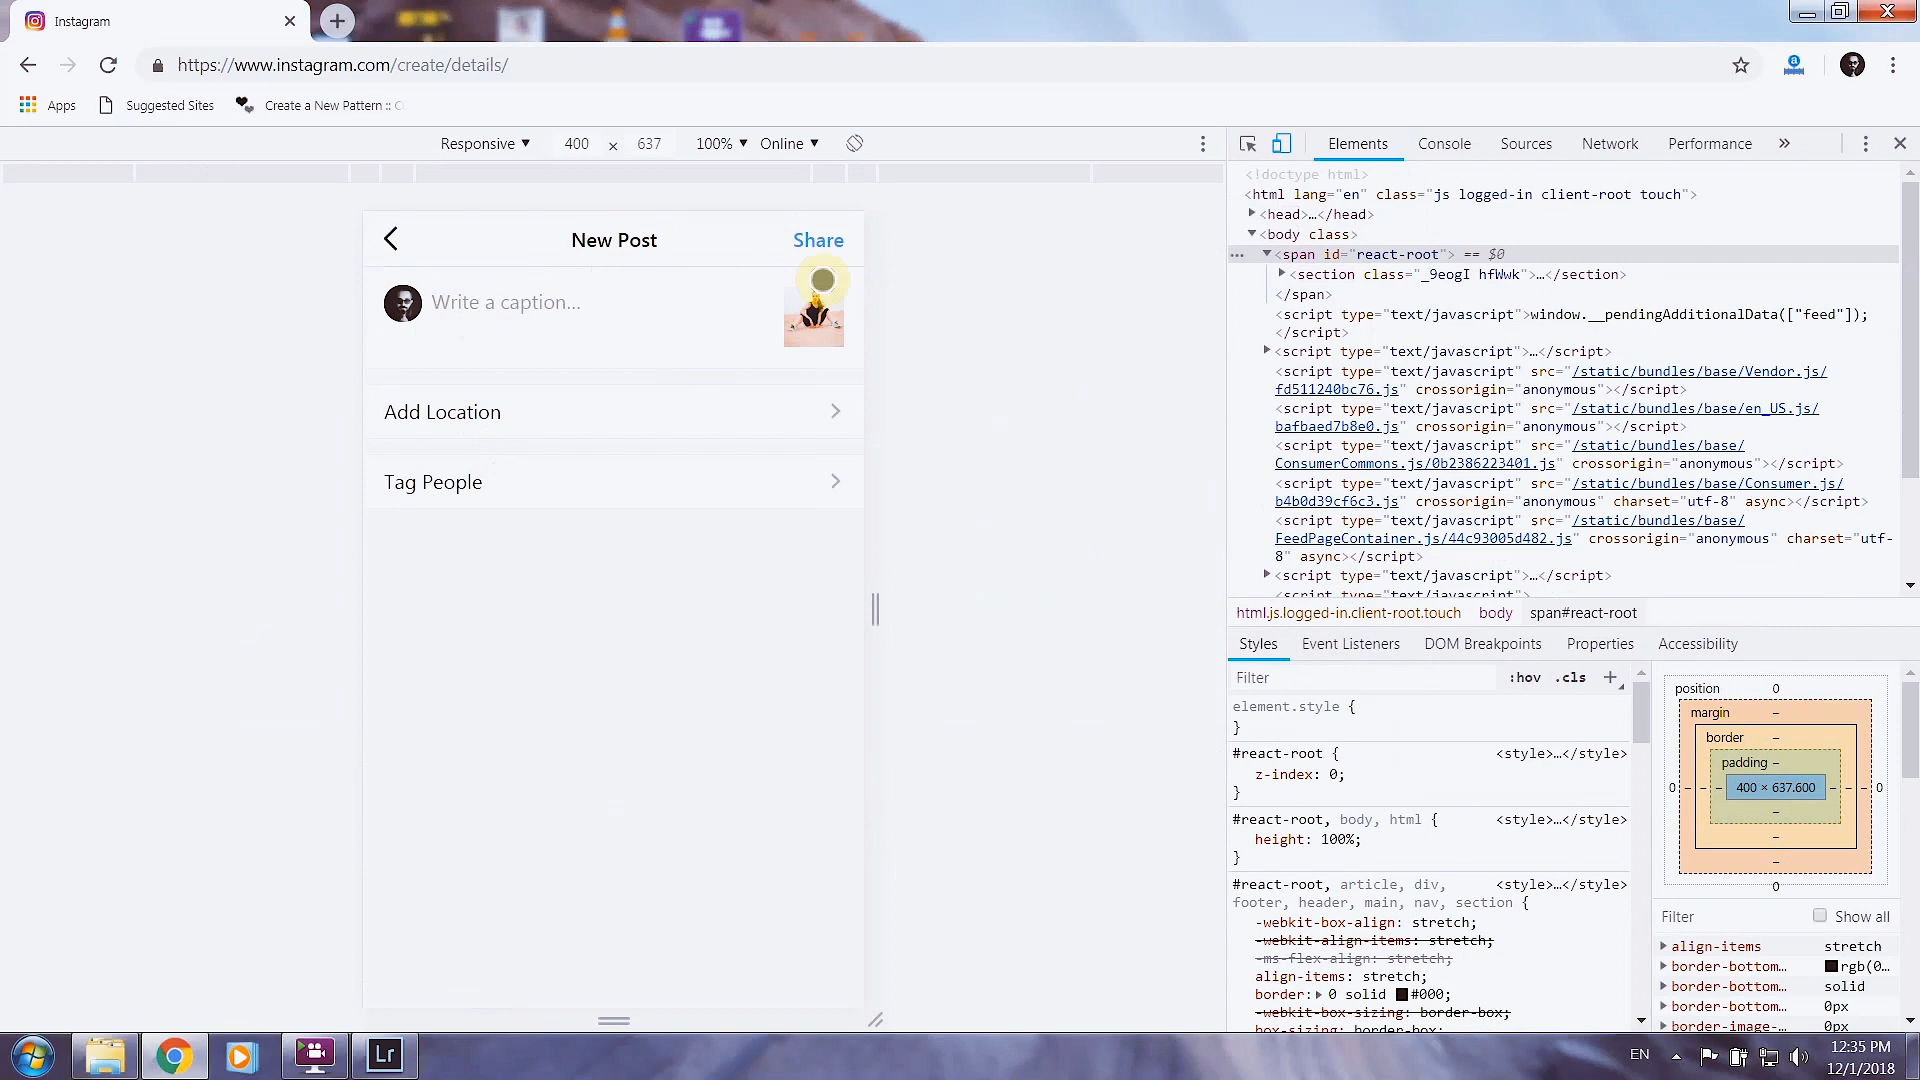 Instagram
https://www.instagram.com/create/details/
Apps Suggested Sites Create a New Pattern ::
Responsive ▼ 400 x 637 100% ▼ Online ▼
Elements Console Sources Network Performance »
New Post
Share
Write a caption...
Add Location
Tag People
<!doctype html>
<html lang="en" class="js logged-in client-root touch">
<head>…</head>
<body class>
<span id="react-root"> == $0
<section class="_9eogI hfWwk">…</section>
</span>
<script type="text/javascript">window.__pendingAdditionalData(["feed"]);
</script>
<script type="text/javascript">…</script>
<script type="text/javascript" src="/static/bundles/base/Vendor.js/
fd511240bc76.js" crossorigin="anonymous"></script>
<script type="text/javascript" src="/static/bundles/base/en_US.js/
bafbaed7b8e0.js" crossorigin="anonymous"></script>
<script type="text/javascript" src="/static/bundles/base/
ConsumerCommons.js/0b2386223401.js" crossorigin="anonymous"></script>
<script type="text/javascript" src="/static/bundles/base/Consumer.js/
b4b0d39cf6c3.js" crossorigin="anonymous" charset="utf-8" async></script>
<script type="text/javascript" src="/static/bundles/base/
FeedPageContainer.js/44c93005d482.js" crossorigin="anonymous" charset="utf-
8" async></script>
<script type="text/javascript">…</script>
html.js.logged-in.client-root.touch body span#react-root
Styles Event Listeners DOM Breakpoints Properties Accessibility
Filter :hov .cls +
element.style {
}
#react-root { <style>…</style>
z-index: 0;
}
#react-root, body, html { <style>…</style>
height: 100%;
}
#react-root, article, div, <style>…</style>
footer, header, main, nav, section {
-webkit-box-align: stretch;
-webkit-align-items: stretch;
-ms-flex-align: stretch;
align-items: stretch;
border: 0 solid #000;
-webkit-box-sizing: border-box;
box-sizing: border-box;
position 0
margin –
border –
padding –
0 – – – 400 × 637.600 – – – 0
–
–
–
0
Filter Show all
align-items stretch
border-bottom… rgb(0…
border-bottom… solid
border-bottom… 0px
border-image-… 0px
Lr
EN
12:35 PM
12/1/2018